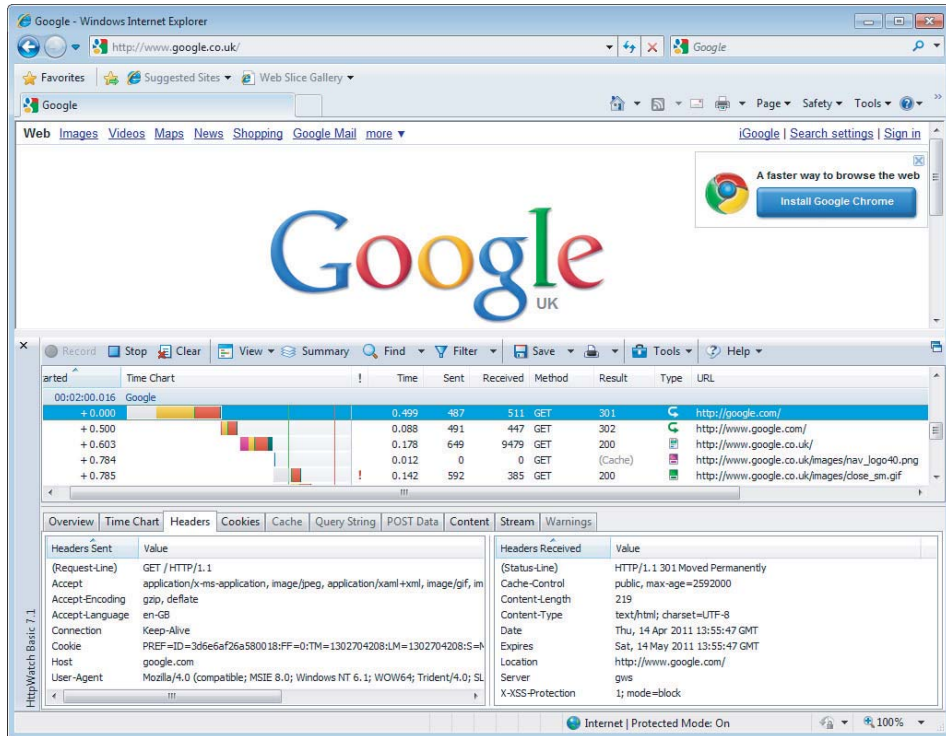 Google - Windows Internet Explorer
http://www.google.co.uk/
Google
Favorites Suggested Sites Web Slice Gallery
Google
Page Safety Tools
Web Images Videos Maps News Shopping Google Mail more ▼
iGoogle | Search settings | Sign in
A faster way to browse the web
Install Google Chrome
Google
UK
Record Stop Clear View Summary Find Filter Save Tools Help
arted Time Chart ! Time Sent Received Method Result Type URL
00:02:00.016 Google
+ 0.000 0.499 487 511 GET 301 http://google.com/
+ 0.500 0.088 491 447 GET 302 http://www.google.com/
+ 0.603 0.178 649 9479 GET 200 http://www.google.co.uk/
+ 0.784 0.012 0 0 GET (Cache) http://www.google.co.uk/images/nav_logo40.png
+ 0.785 ! 0.142 592 385 GET 200 http://www.google.co.uk/images/close_sm.gif
Overview Time Chart Headers Cookies Cache Query String POST Data Content Stream Warnings
Headers Sent Value
(Request-Line) GET / HTTP/1.1
Accept application/x-ms-application, image/jpeg, application/xaml+xml, image/gif, im
Accept-Encoding gzip, deflate
Accept-Language en-GB
Connection Keep-Alive
Cookie PREF=ID=3d6e6af26a580018:FF=0:TM=1302704208:LM=1302704208:S=M
Host google.com
User-Agent Mozilla/4.0 (compatible; MSIE 8.0; Windows NT 6.1; WOW64; Trident/4.0; SL
Headers Received Value
(Status-Line) HTTP/1.1 301 Moved Permanently
Cache-Control public, max-age=2592000
Content-Length 219
Content-Type text/html; charset=UTF-8
Date Thu, 14 Apr 2011 13:55:47 GMT
Expires Sat, 14 May 2011 13:55:47 GMT
Location http://www.google.com/
Server gws
X-XSS-Protection 1; mode=block
HttpWatch Basic 7.1
Internet | Protected Mode: On
100%